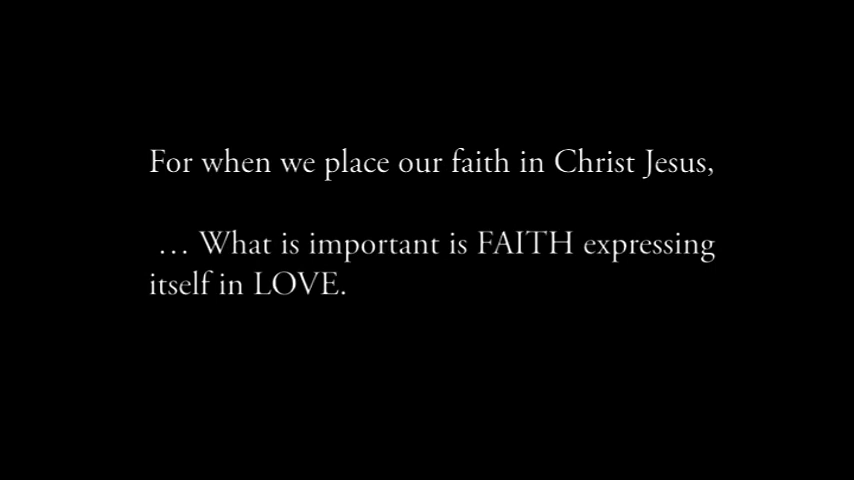 For when we place our faith in Christ Jesus,
… What is important is FAITH expressing
itself in LOVE.